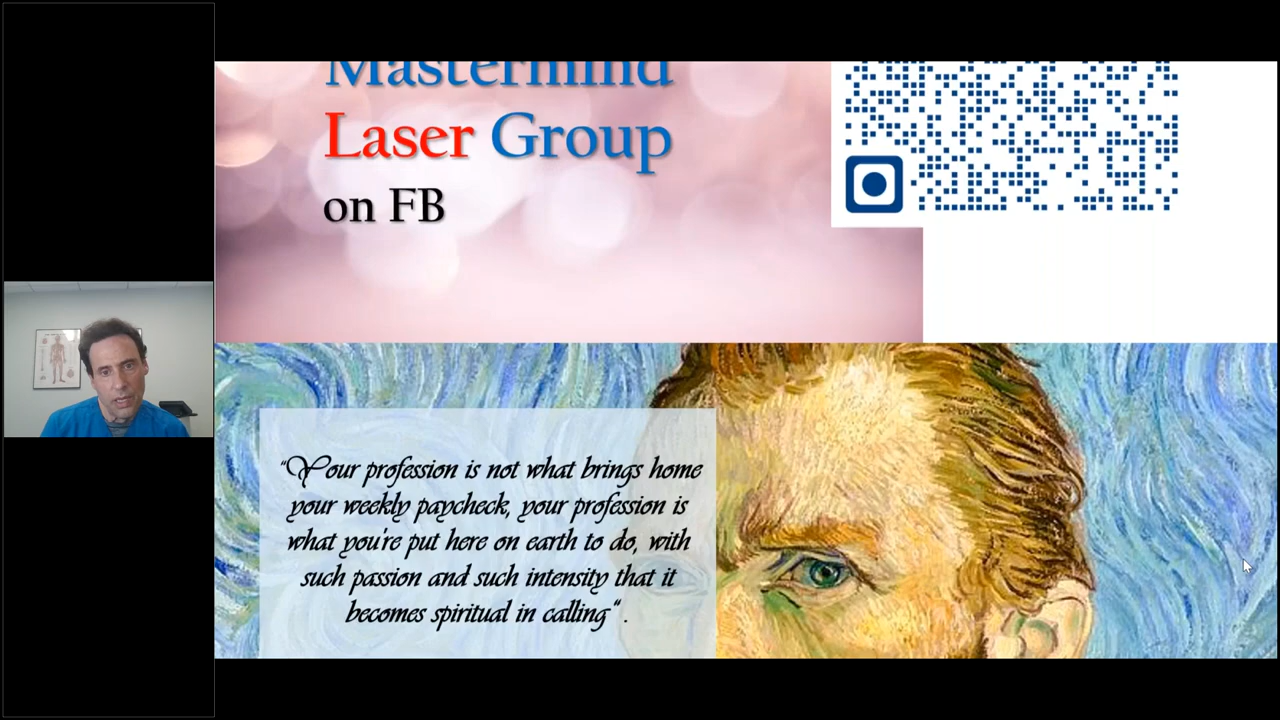 Mastermind
Laser Group
on FB
“Your profession is not what brings home
your weekly paycheck, your profession is
what you're put here on earth to do, with
such passion and such intensity that it
becomes spiritual in calling“ .